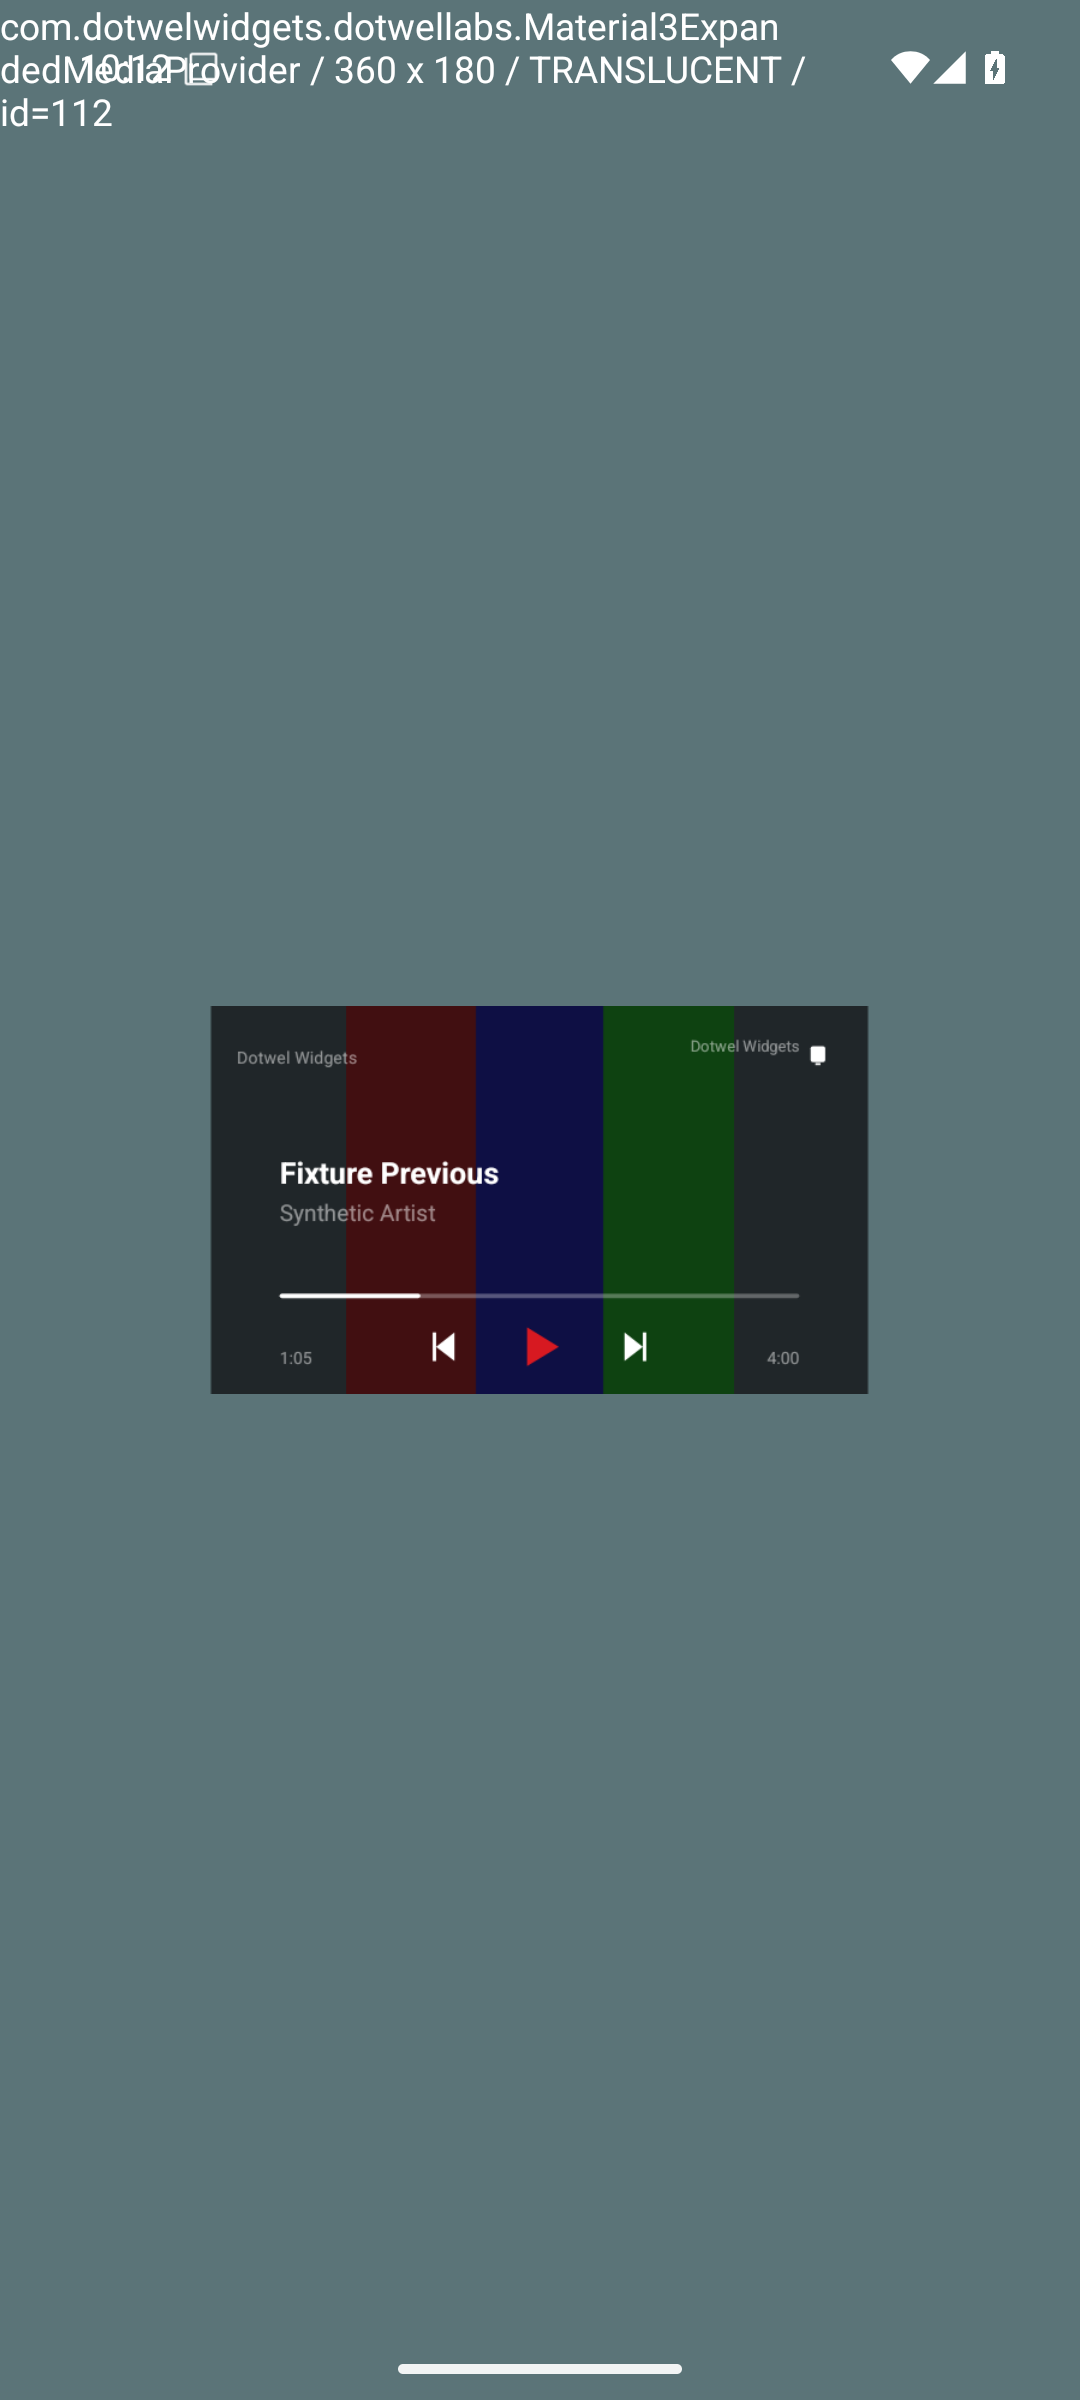 com.dotwelwidgets.dotwellabs.Material3Expan
dedMediaProvider / 360 x 180 / TRANSLUCENT /
10:12
id=112
Dotwel Widgets
Dotwel Widgets
Fixture Previous
Synthetic Artist
1:05
4:00